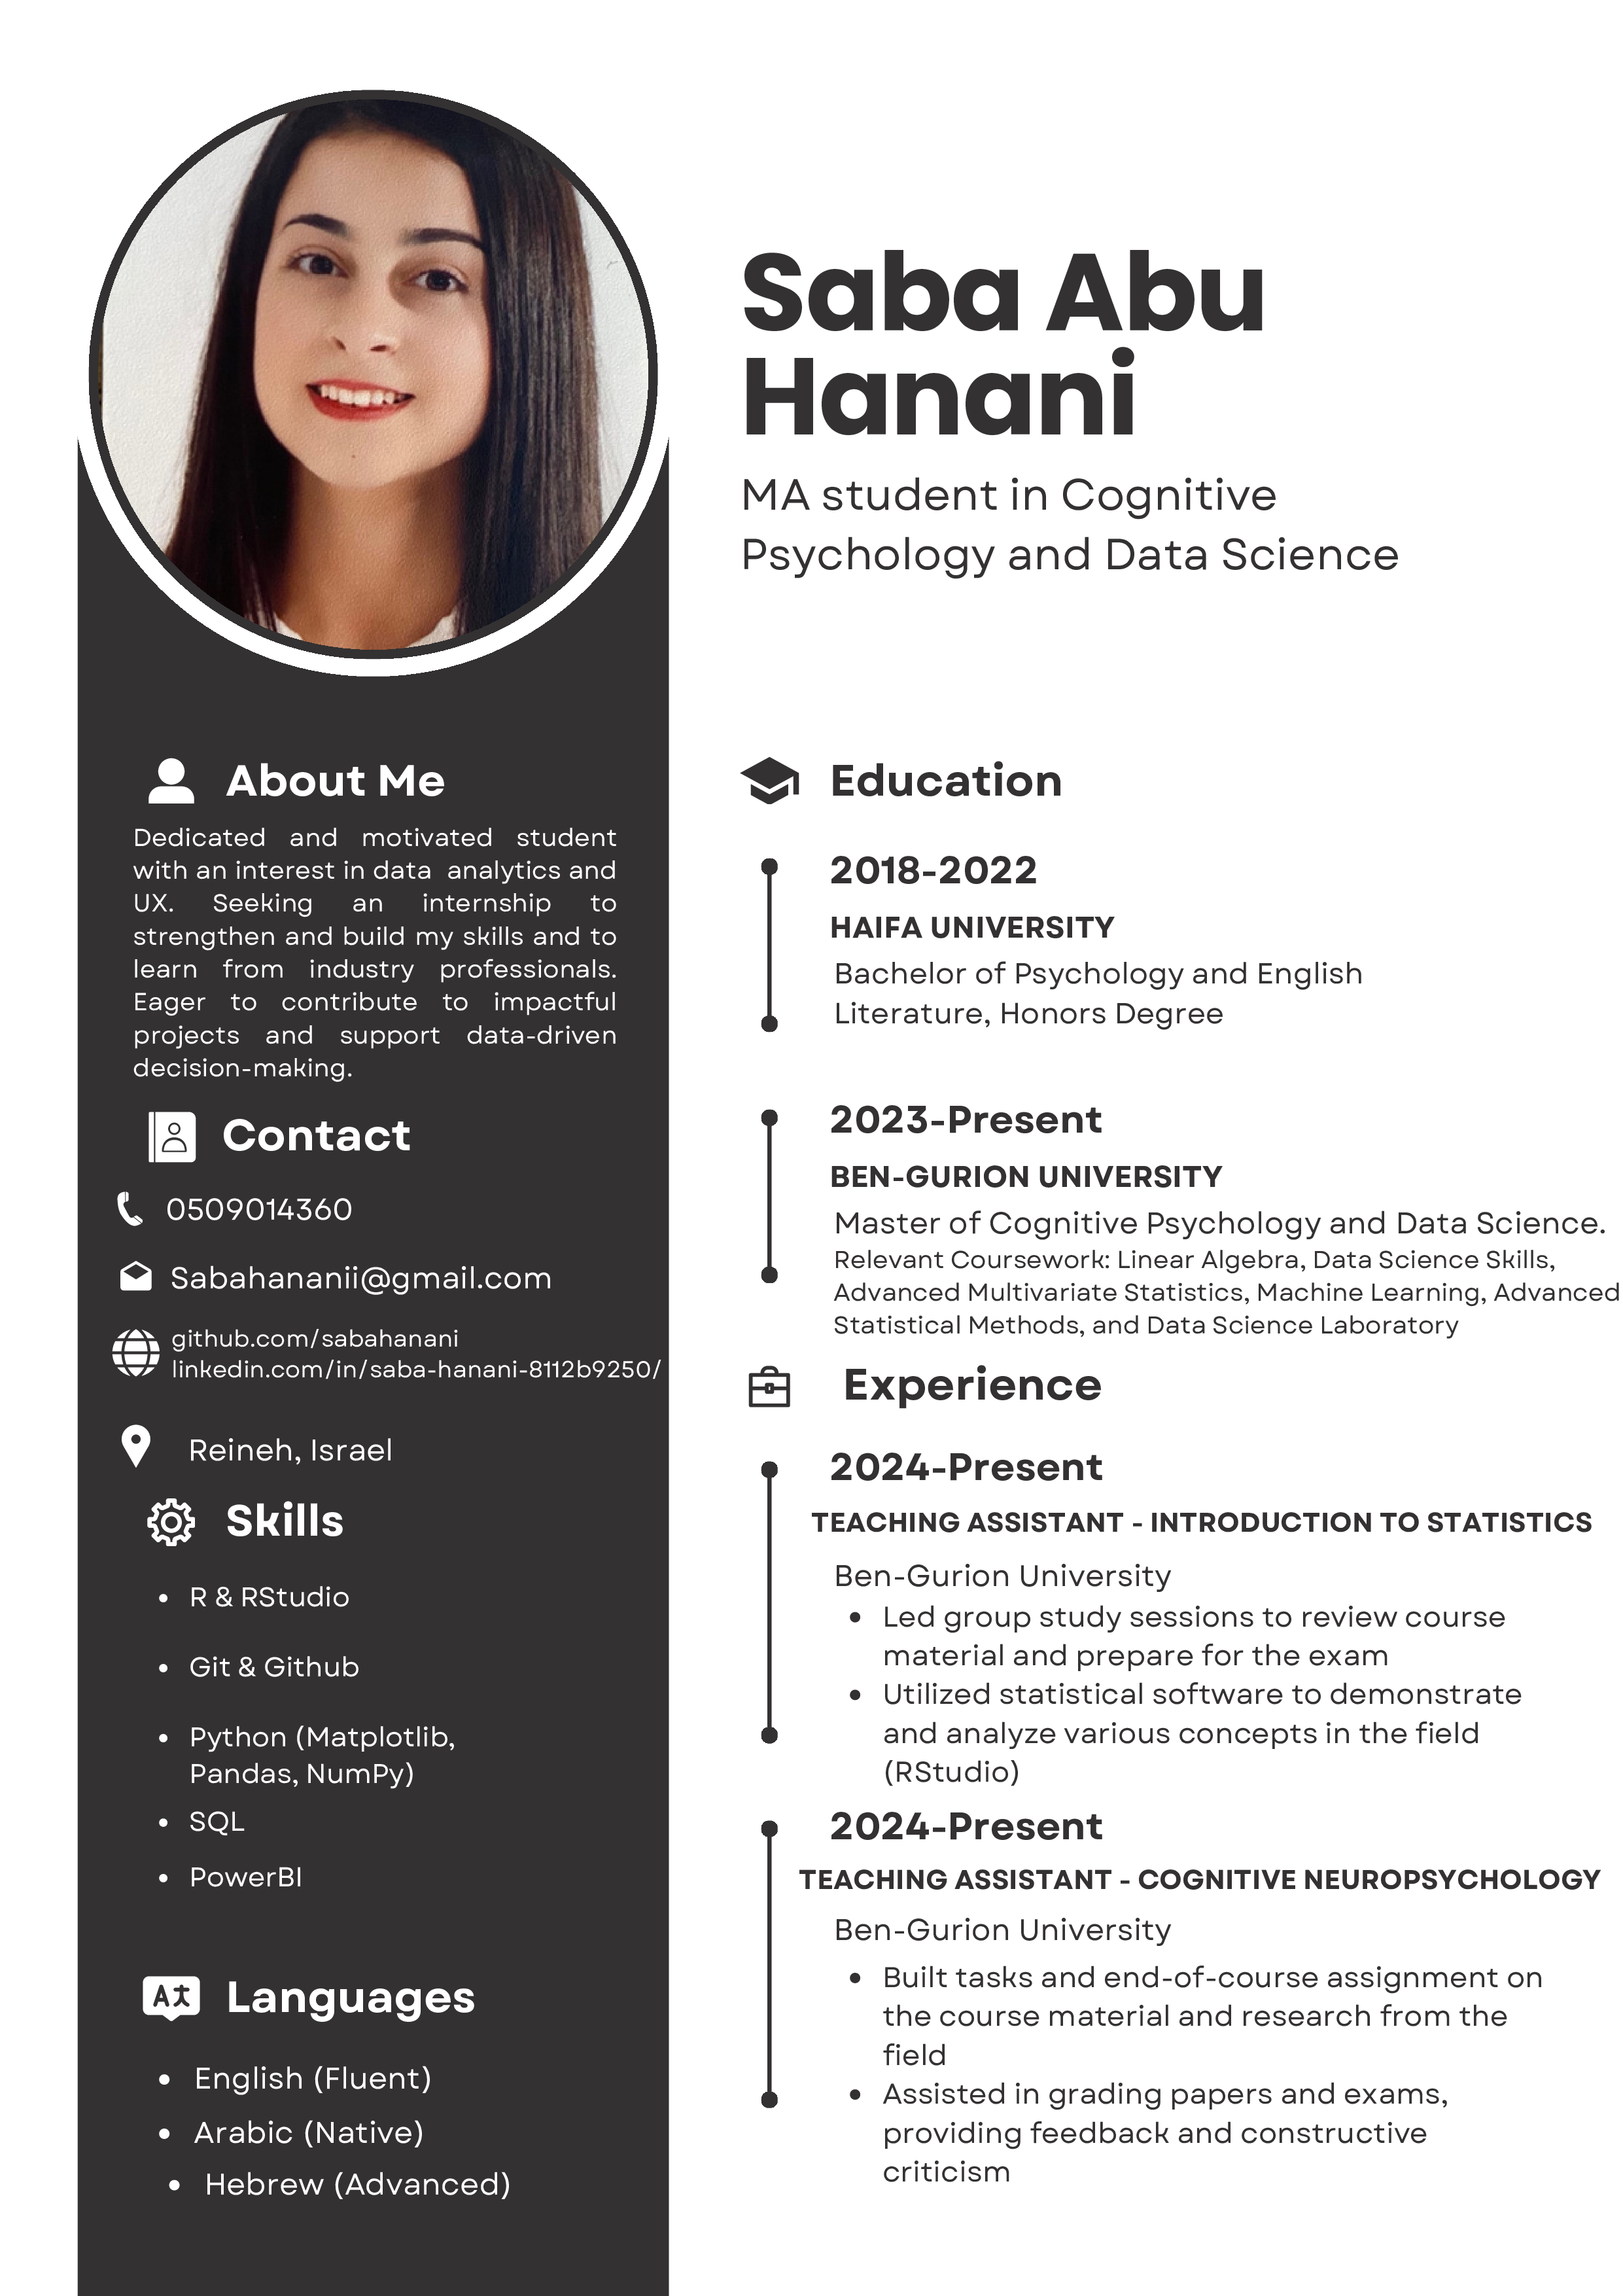 Saba Abu
Hanani
MA student in Cognitive
Psychology and Data Science
About Me
Dedicated and motivated student
with an interest in data analytics and
UX. Seeking an internship to
strengthen and build my skills and to
learn from industry professionals.
Eager to contribute to impactful
projects and support data-driven
decision-making.
Contact
0509014360
Sabahananii@gmail.com
github.com/sabahanani
linkedin.com/in/saba-hanani-8112b9250/
Reineh, Israel
Skills
• R & RStudio
• Git & Github
• Python (Matplotlib,
Pandas, NumPy)
• SQL
• PowerBI
Languages
• English (Fluent)
• Arabic (Native)
• Hebrew (Advanced)
Education
2018-2022
HAIFA UNIVERSITY
Bachelor of Psychology and English
Literature, Honors Degree
2023-Present
BEN-GURION UNIVERSITY
Master of Cognitive Psychology and Data Science.
Relevant Coursework: Linear Algebra, Data Science Skills,
Advanced Multivariate Statistics, Machine Learning, Advanced
Statistical Methods, and Data Science Laboratory
Experience
2024-Present
TEACHING ASSISTANT - INTRODUCTION TO STATISTICS
Ben-Gurion University
• Led group study sessions to review course
material and prepare for the exam
• Utilized statistical software to demonstrate
and analyze various concepts in the field
(RStudio)
2024-Present
TEACHING ASSISTANT - COGNITIVE NEUROPSYCHOLOGY
Ben-Gurion University
• Built tasks and end-of-course assignment on
the course material and research from the
field
• Assisted in grading papers and exams,
providing feedback and constructive
criticism